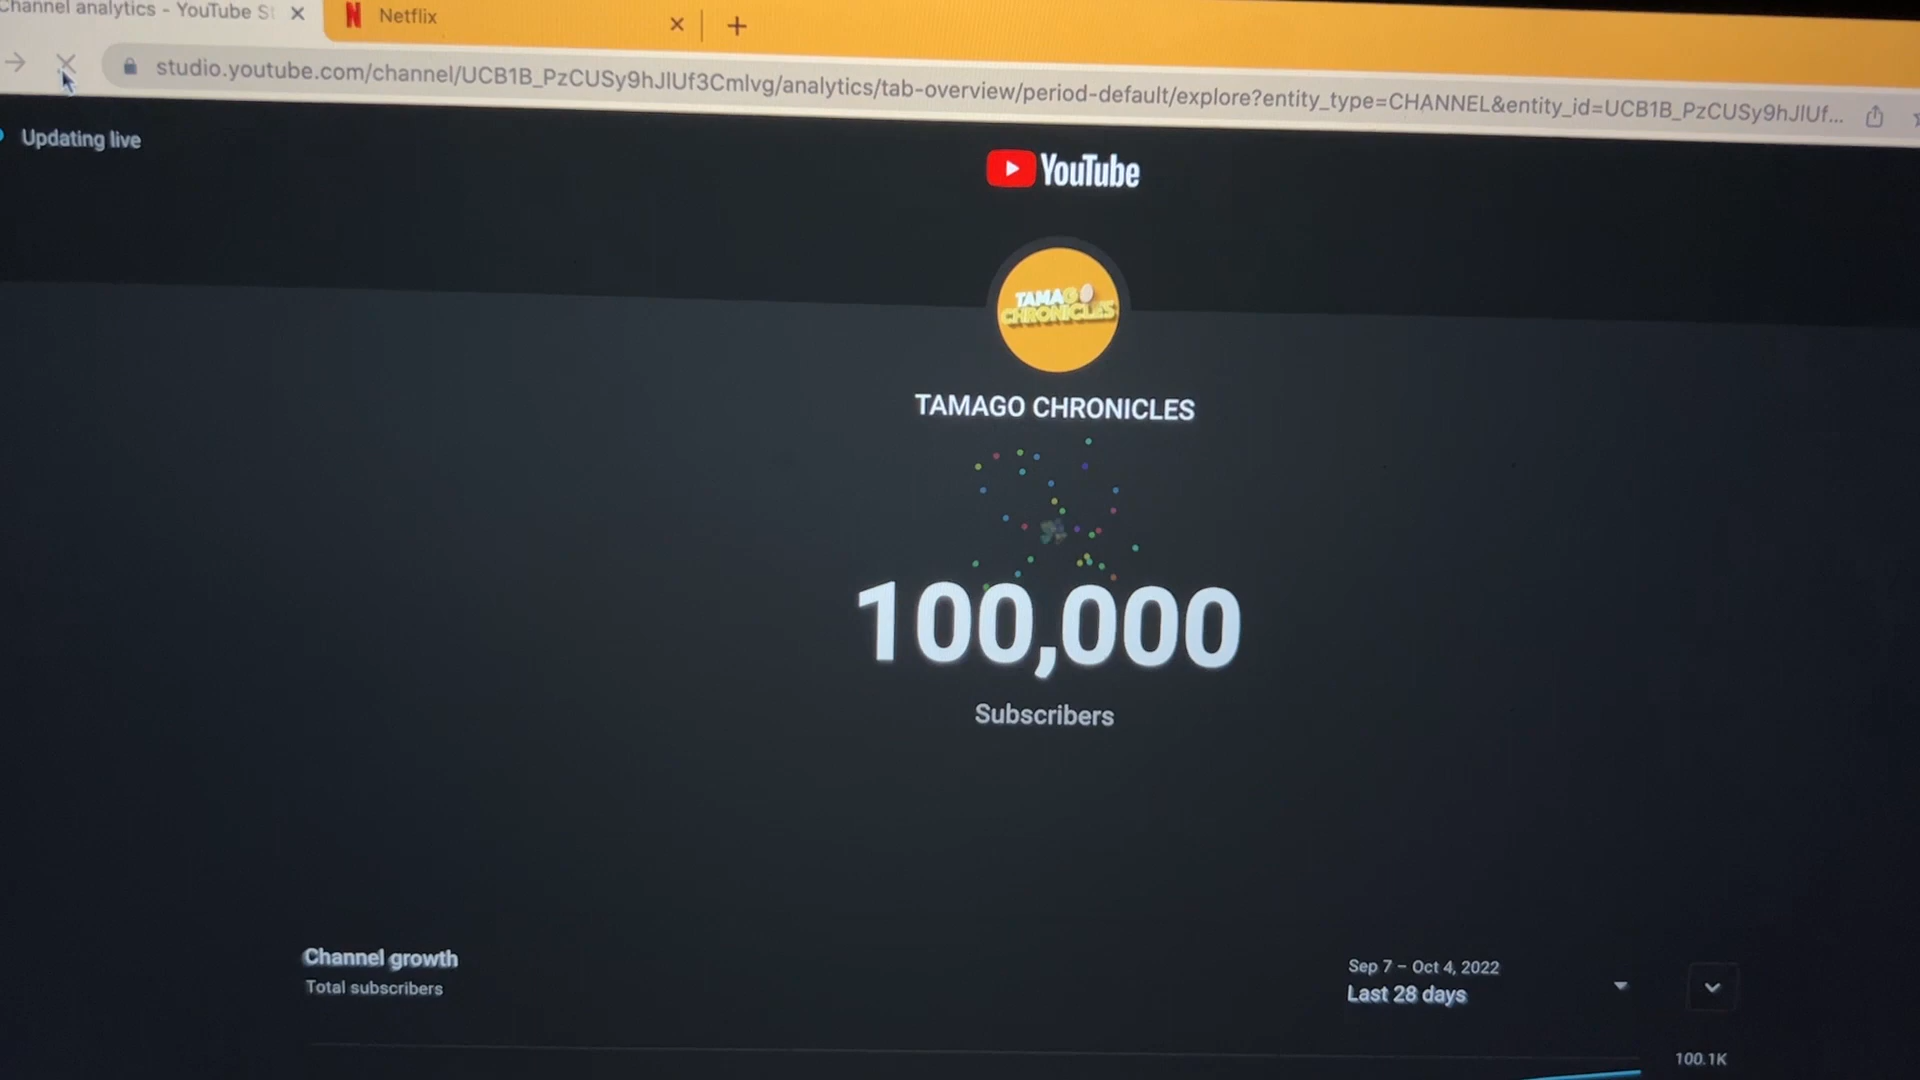 Channel analytics - YouTube St
Netflix
studio.youtube.com/channel/UCB1B_PzCUSy9hJlUf3Cmlvg/analytics/tab-overview/period-default/explore?entity_type=CHANNEL&entity_id=UCB1B_PzCUSy9hJlUf...
Updating live
YouTube
TAMAGO
CHRONICLES
TAMAGO CHRONICLES
100,000
Subscribers
Channel growth
Total subscribers
Sep 7 – Oct 4, 2022
Last 28 days
100.1K